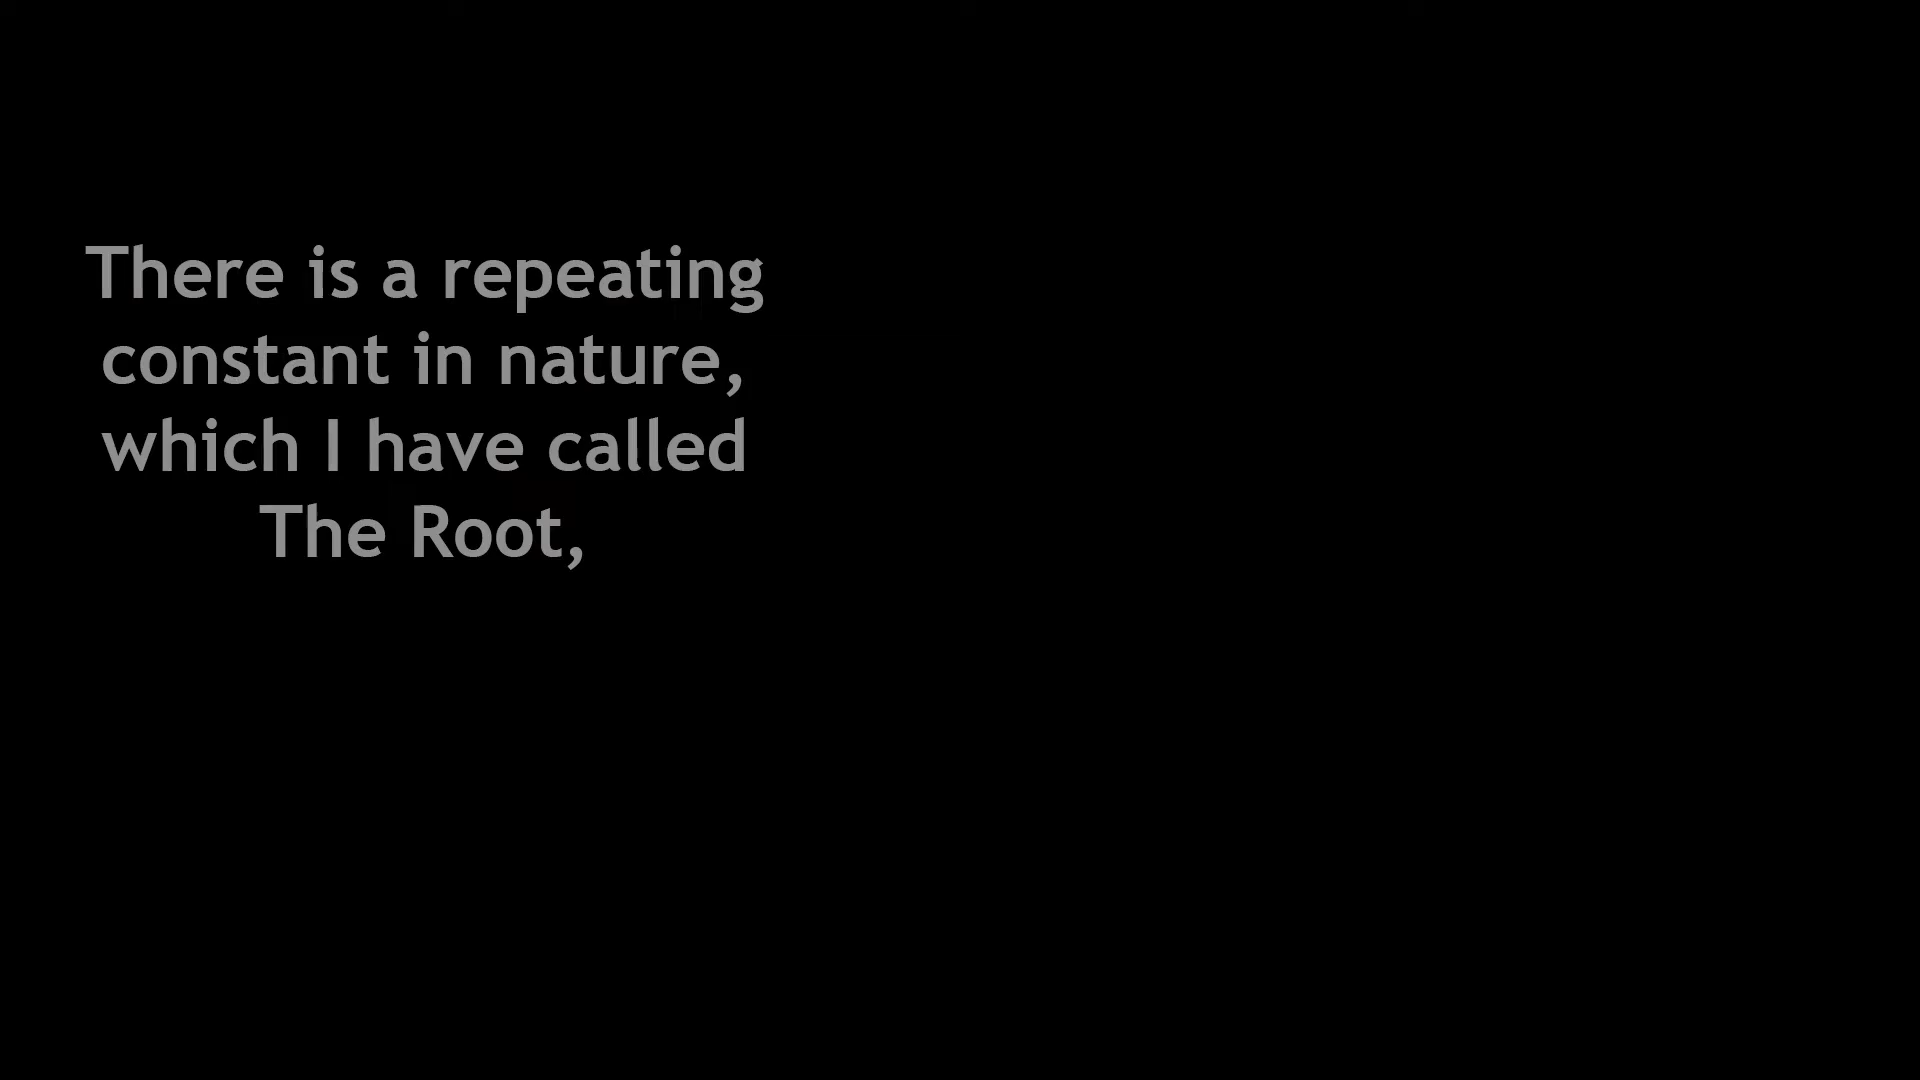 There is a repeating
constant in nature,
which I have called
The Root,